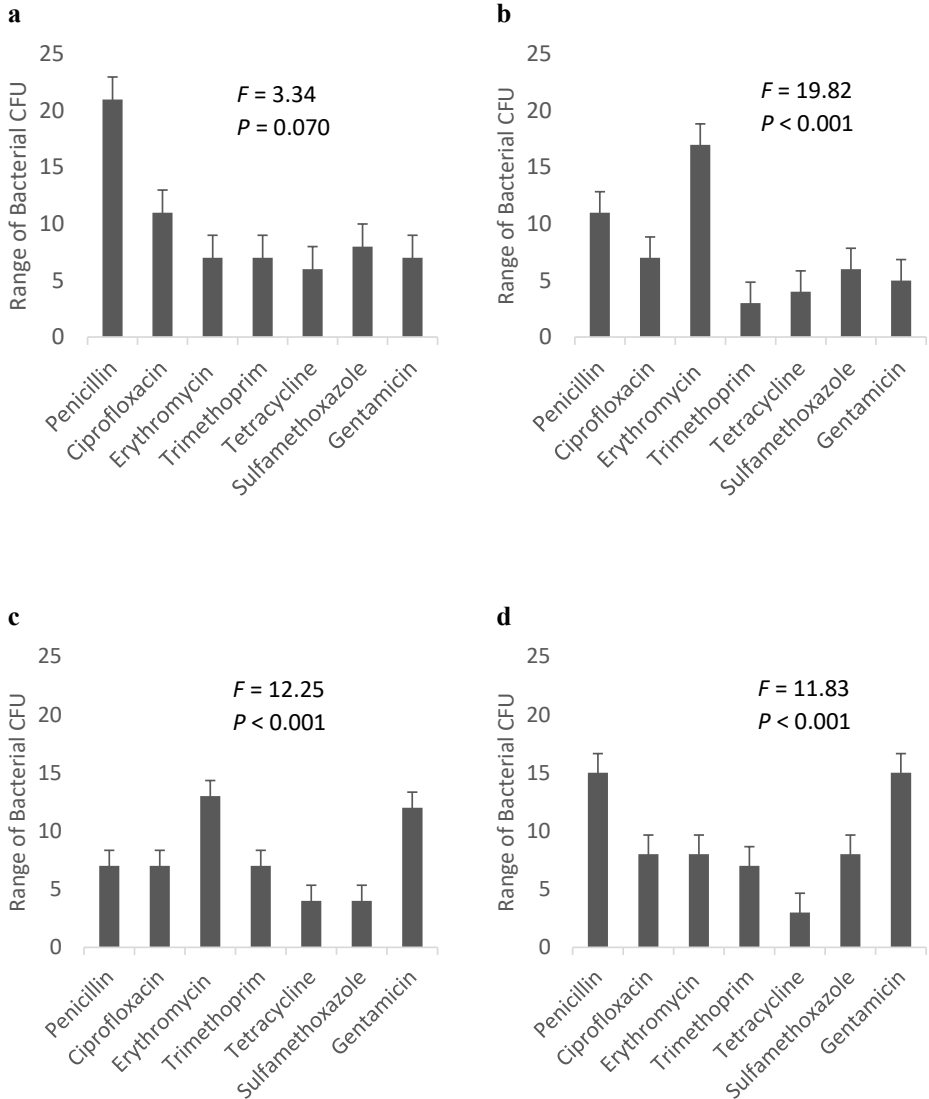 a
25
20
15
10
5
0
Range of Bacterial CFU
F = 3.34
P = 0.070
Penicillin
Ciprofloxacin
Erythromycin
Trimethoprim
Tetracycline
Sulfamethoxazole
Gentamicin
b
25
20
15
10
5
0
Range of Bacterial CFU
F = 19.82
P < 0.001
Penicillin
Ciprofloxacin
Erythromycin
Trimethoprim
Tetracycline
Sulfamethoxazole
Gentamicin
c
25
20
15
10
5
0
Range of Bacterial CFU
F = 12.25
P < 0.001
Penicillin
Ciprofloxacin
Erythromycin
Trimethoprim
Tetracycline
Sulfamethoxazole
Gentamicin
d
25
20
15
10
5
0
Range of Bacterial CFU
F = 11.83
P < 0.001
Penicillin
Ciprofloxacin
Erythromycin
Trimethoprim
Tetracycline
Sulfamethoxazole
Gentamicin